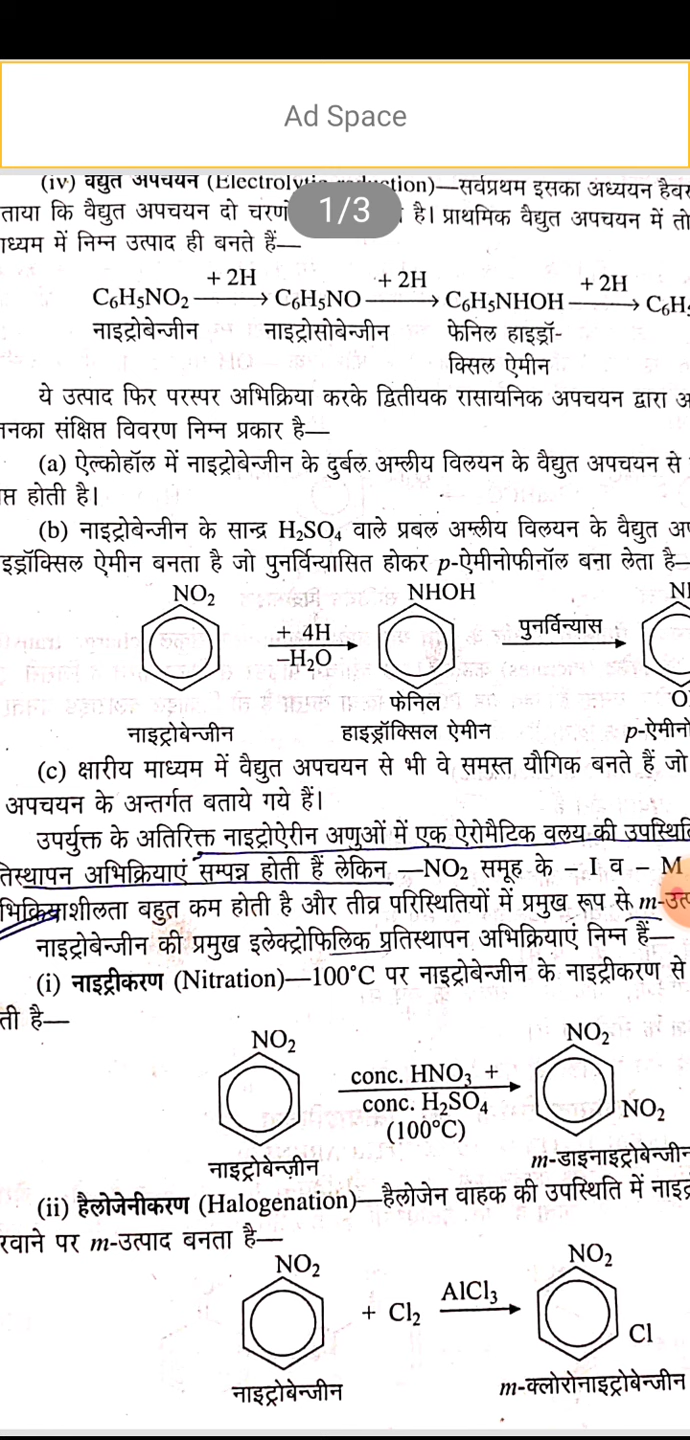 Ad Space
(iv) वैद्युत अपचयन (Electrolytic reduction)—सर्वप्रथम इसका अध्ययन हैबर
ताया कि वैद्युत अपचयन दो चरण है। प्राथमिक वैद्युत अपचयन में तो
1/3
ध्यम में निम्न उत्पाद ही बनते हैं—
+ 2H + 2H + 2H
C₆H₅NO₂ → C₆H₅NO → C₆H₅NHOH → C₆H₅
नाइट्रोबेन्जीन नाइट्रोसोबेन्जीन फेनिल हाइड्रॉ-
क्सिल ऐमीन
ये उत्पाद फिर परस्पर अभिक्रिया करके द्वितीयक रासायनिक अपचयन द्वारा अ
नका संक्षिप्त विवरण निम्न प्रकार है—
(a) ऐल्कोहॉल में नाइट्रोबेन्जीन के दुर्बल अम्लीय विलयन के वैद्युत अपचयन से
प्त होती है।
(b) नाइट्रोबेन्जीन के सान्द्र H₂SO₄ वाले प्रबल अम्लीय विलयन के वैद्युत अप
इड्रॉक्सिल ऐमीन बनता है जो पुनर्विन्यासित होकर p-ऐमीनोफीनॉल बना लेता है—
NO₂ NHOH N
+ 4H पुनर्विन्यास
–H₂O
फेनिल O
नाइट्रोबेन्जीन हाइड्रॉक्सिल ऐमीन p-ऐमीनो
(c) क्षारीय माध्यम में वैद्युत अपचयन से भी वे समस्त यौगिक बनते हैं जो
अपचयन के अन्तर्गत बताये गये हैं।
उपर्युक्त के अतिरिक्त नाइट्रोऐरीन अणुओं में एक ऐरोमैटिक वलय की उपस्थिति
तिस्थापन अभिक्रियाएं सम्पन्न होती हैं लेकिन —NO₂ समूह के – I व – M
भिक्रियाशीलता बहुत कम होती है और तीव्र परिस्थितियों में प्रमुख रूप से m-उत्प
नाइट्रोबेन्जीन की प्रमुख इलेक्ट्रोफिलिक प्रतिस्थापन अभिक्रियाएं निम्न हैं—
(i) नाइट्रीकरण (Nitration)—100°C पर नाइट्रोबेन्जीन के नाइट्रीकरण से
ती है—
NO₂ NO₂
conc. HNO₃ +
conc. H₂SO₄ NO₂
(100°C)
नाइट्रोबेन्ज़ीन m-डाइनाइट्रोबेन्जीन
(ii) हैलोजेनीकरण (Halogenation)—हैलोजेन वाहक की उपस्थिति में नाइट्र
रवाने पर m-उत्पाद बनता है—
NO₂ NO₂
+ Cl₂ AlCl₃
Cl
नाइट्रोबेन्जीन m-क्लोरोनाइट्रोबेन्जीन